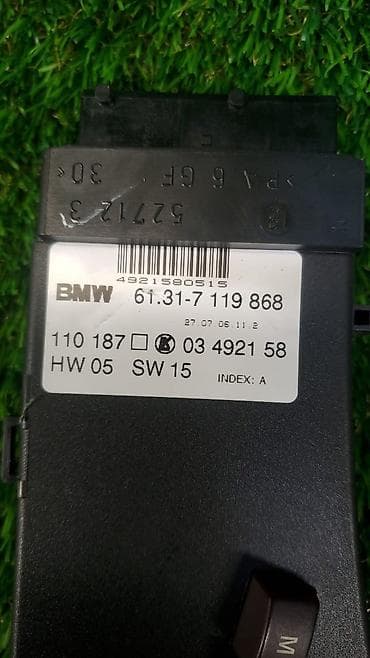 E
>PA 6 GF 30<
52712 3
4921580515
BMW 61.31-7 119 868
27.07.06 11.2
110 187 K 03 4921 58
HW 05 SW 15 INDEX: A
M